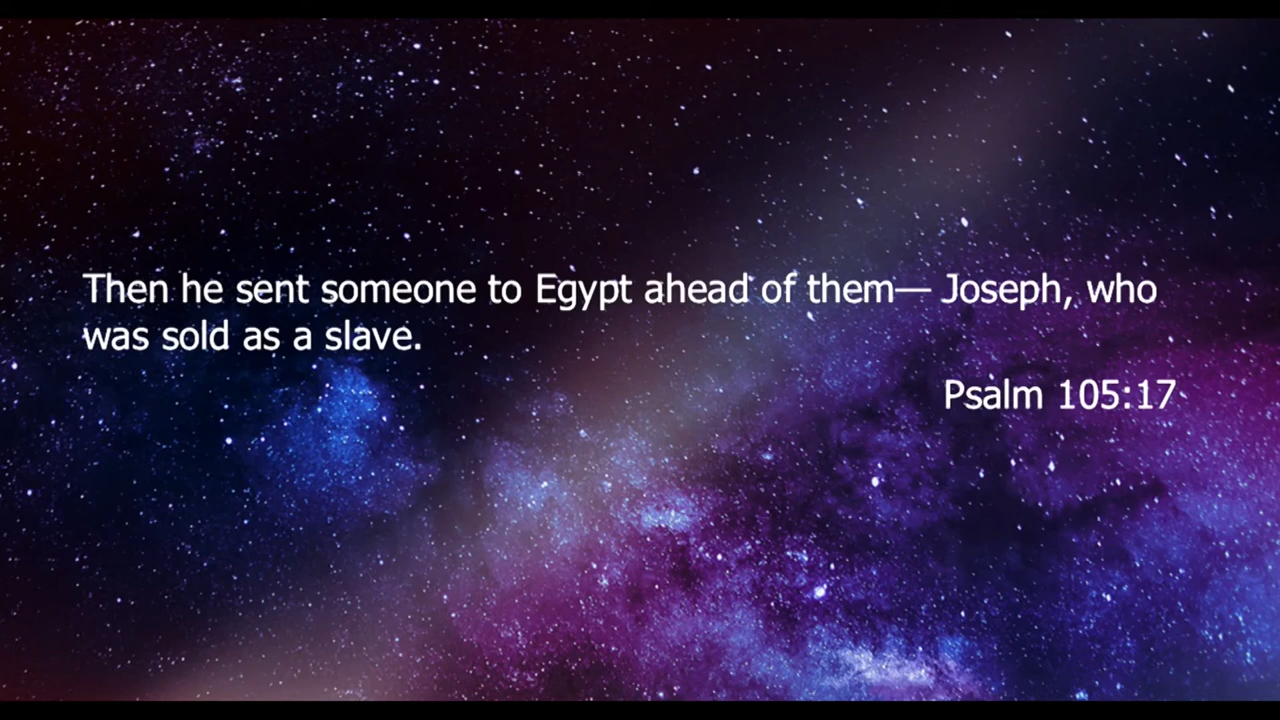 Then he sent someone to Egypt ahead of them— Joseph, who
was sold as a slave.
Psalm 105:17